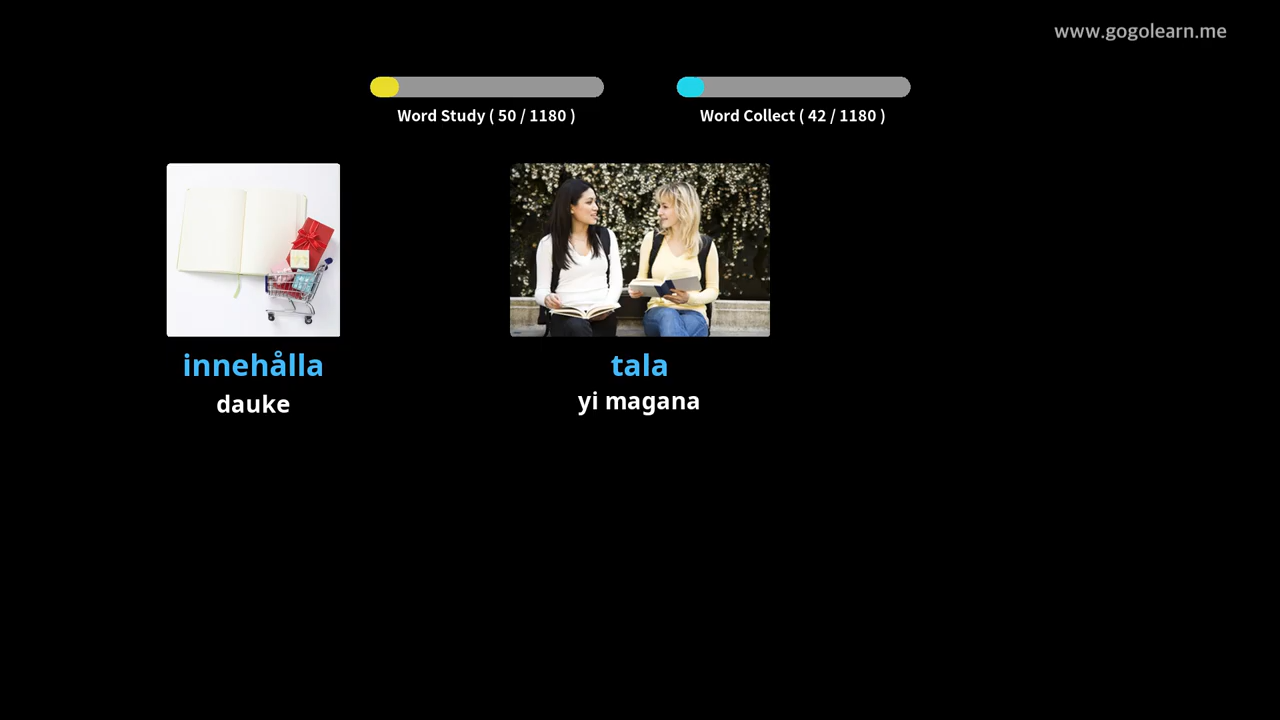 www.gogolearn.me
Word Study ( 50 / 1180 )
Word Collect ( 42 / 1180 )
innehålla
tala
dauke
yi magana